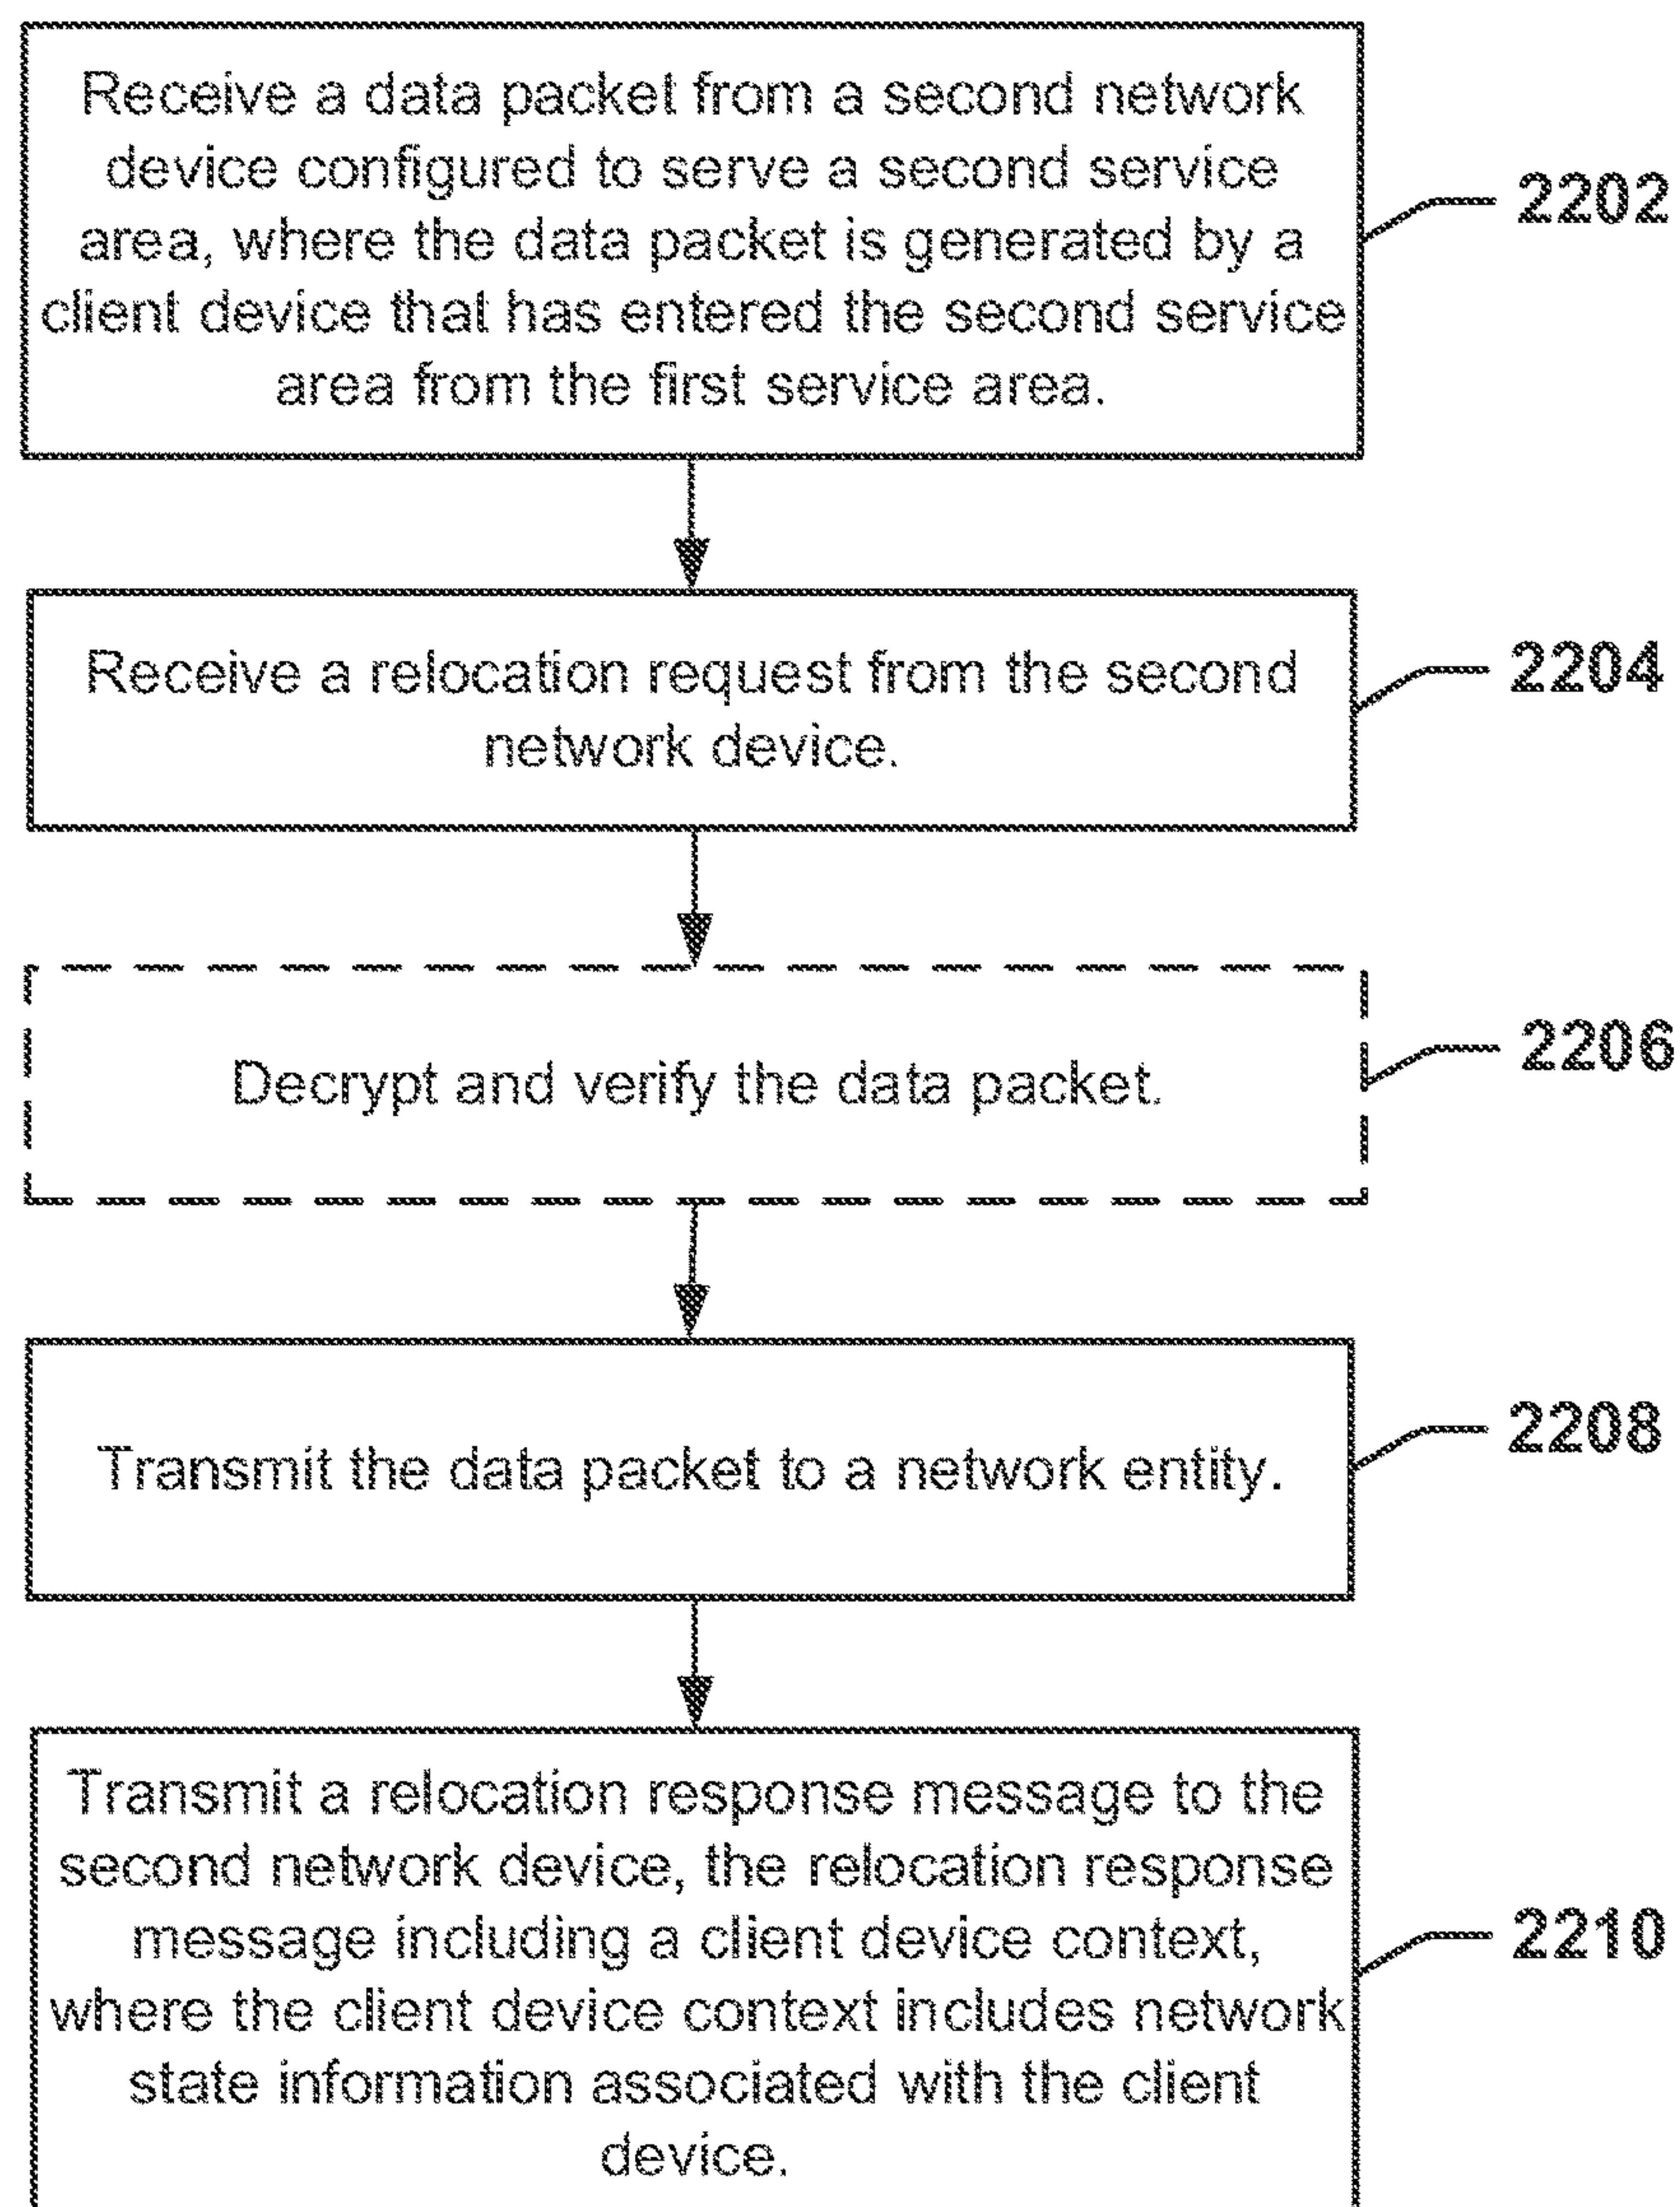 Receive a data packet from a second network
device configured to serve a second service
area, where the data packet is generated by a
client device that has entered the second service
area from the first service area.
2202
Receive a relocation request from the second
network device.
2204
Decrypt and verify the data packet.
2206
Transmit the data packet to a network entity.
2208
Transmit a relocation response message to the
second network device, the relocation response
message including a client device context,
where the client device context includes network
state information associated with the client
device.
2210